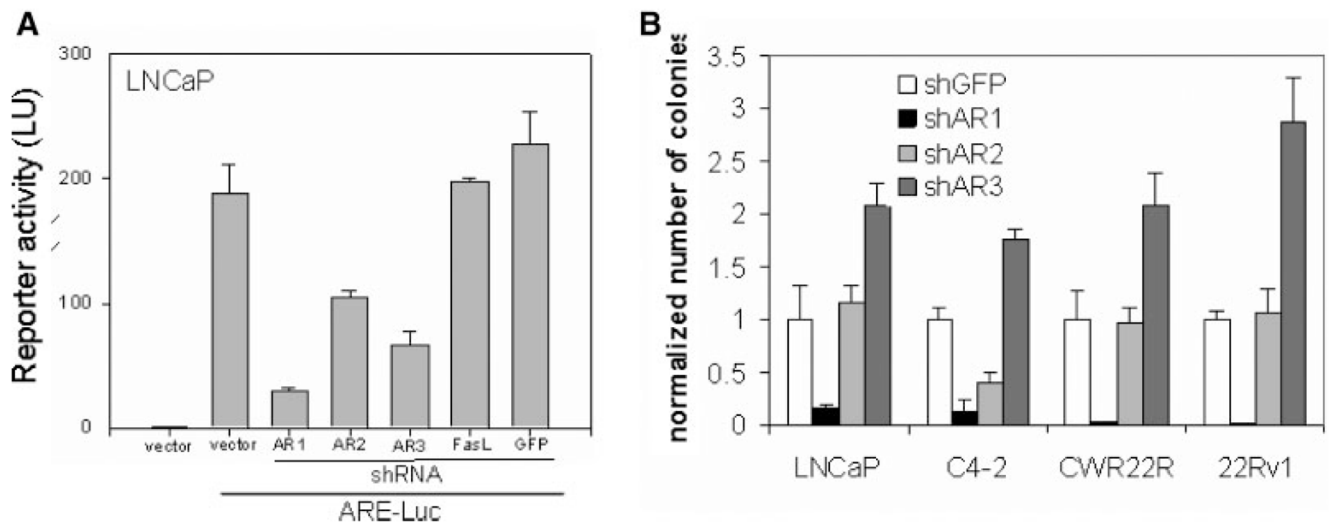 A
Reporter activity (LU)
300
200
100
0
LNCaP
vector vector AR1 AR2 AR3 FasL GFP
shRNA
ARE-Luc
B
normalized number of colonies
3.5
3
2.5
2
1.5
1
0.5
0
shGFP
shAR1
shAR2
shAR3
LNCaP C4-2 CWR22R 22Rv1